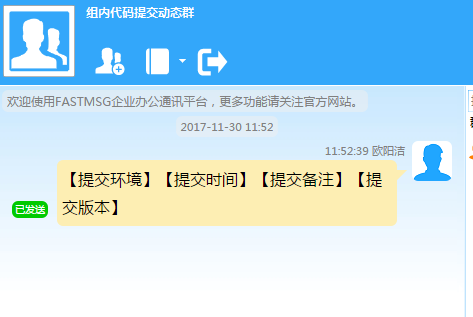 组内代码提交动态群
欢迎使用FASTMSG企业办公通讯平台，更多功能请关注官方网站。
2017-11-30 11:52
11:52:39 欧阳洁
【提交环境】【提交时间】【提交备注】【提
交版本】
已发送